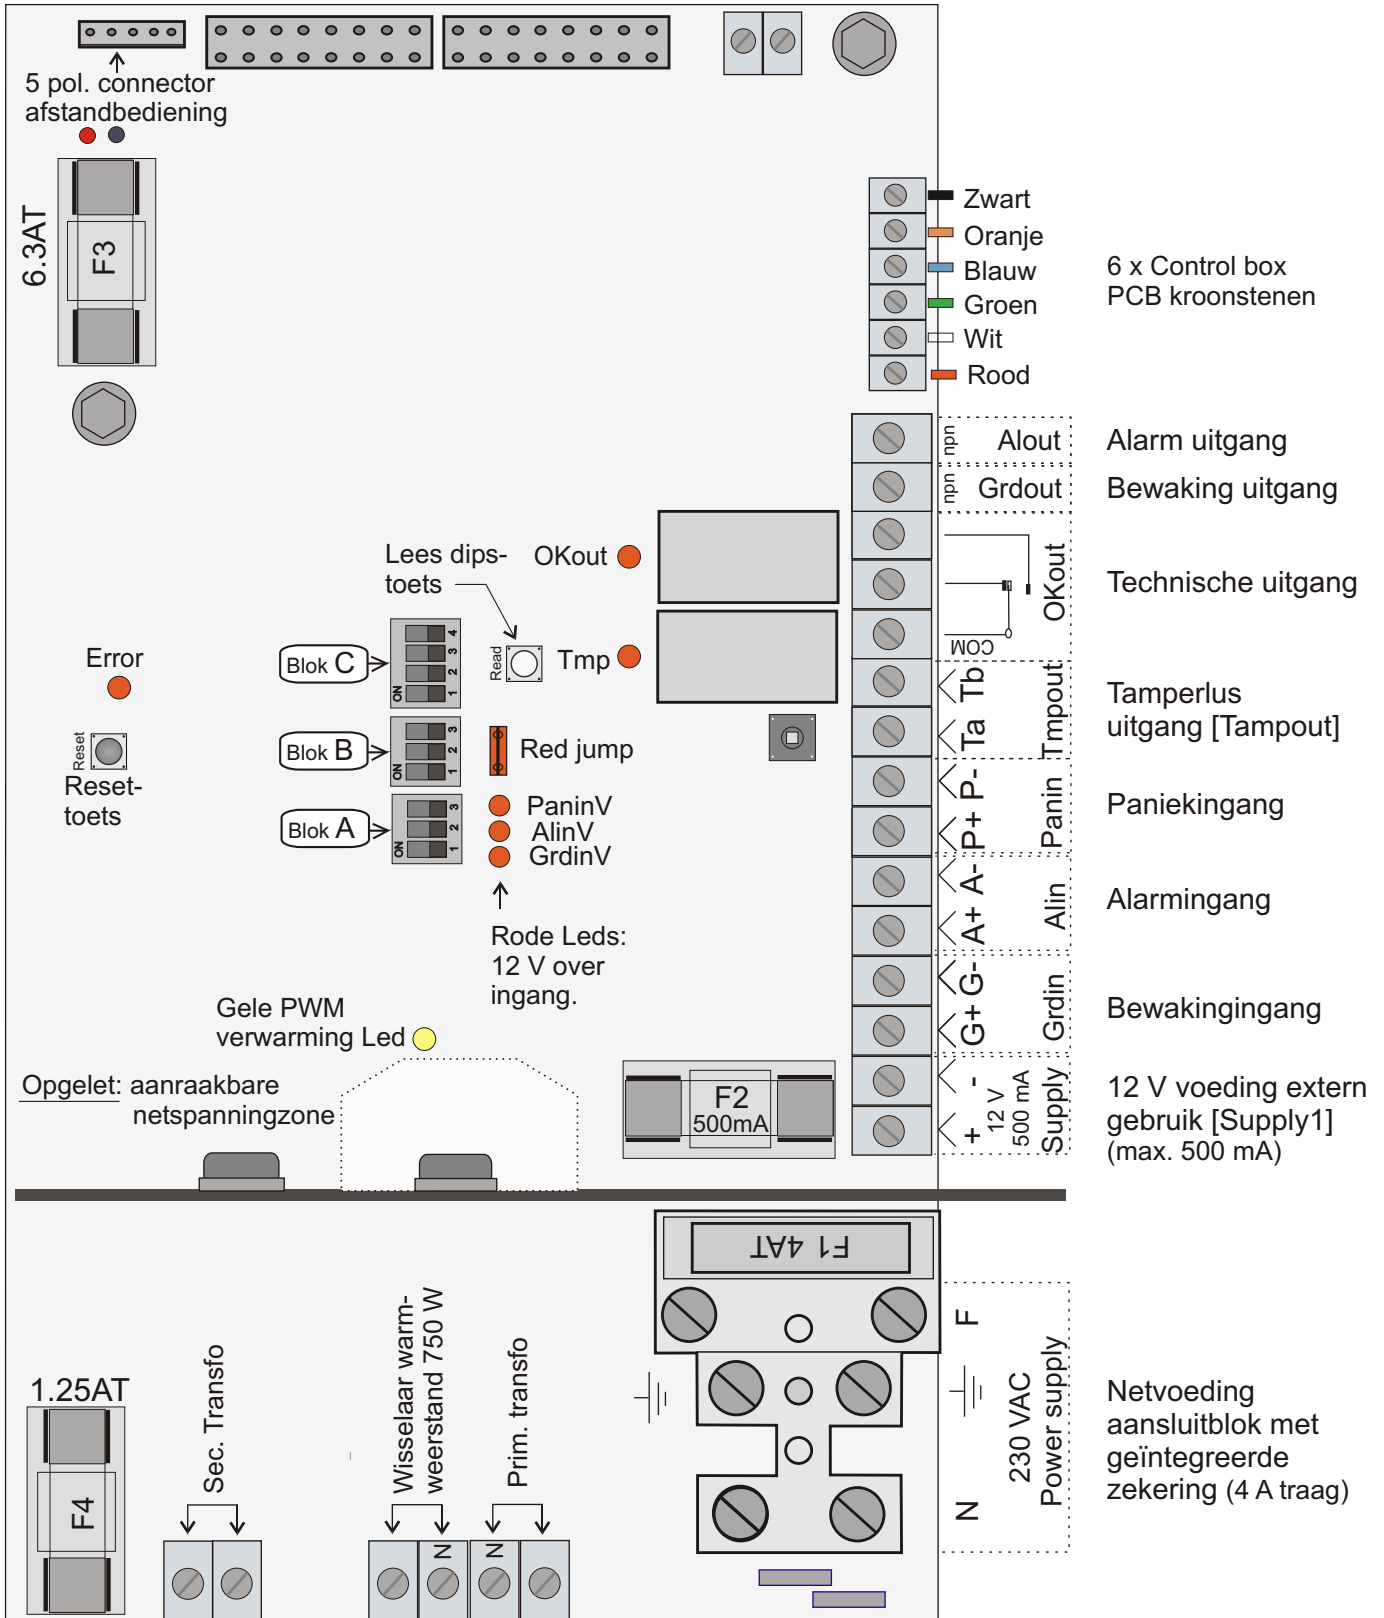 5 pol. connector
afstandbediening
6.3AT
F3
Zwart
Oranje
Blauw
Groen
Wit
Rood
6 x Control box
PCB kroonstenen
npn
Alout
Alarm uitgang
npn
Grdout
Bewaking uitgang
Lees dips-
toets
OKout
COM
OKout
Technische uitgang
Error
Blok C
ON
1
2
3
4
Read
Tmp
Tb
Ta
Tmpout
Tamperlus
uitgang [Tampout]
Reset
Reset-
toets
Blok B
ON
1
2
3
Red jump
P-
P+
Panin
Paniekingang
Blok A
ON
1
2
3
PaninV
AlinV
GrdinV
A-
A+
Alin
Alarmingang
Rode Leds:
12 V over
ingang.
G-
G+
Grdin
Bewakingingang
Gele PWM
verwarming Led
Opgelet: aanraakbare
netspanningzone
F2
500mA
-
+
12 V
500 mA
Supply
12 V voeding extern
gebruik [Supply1]
(max. 500 mA)
F1 4AT
F
N
230 VAC
Power supply
Netvoeding
aansluitblok met
geïntegreerde
zekering (4 A traag)
1.25AT
F4
Sec. Transfo
Wisselaar warm-
weerstand 750 W
Prim. transfo
N
N